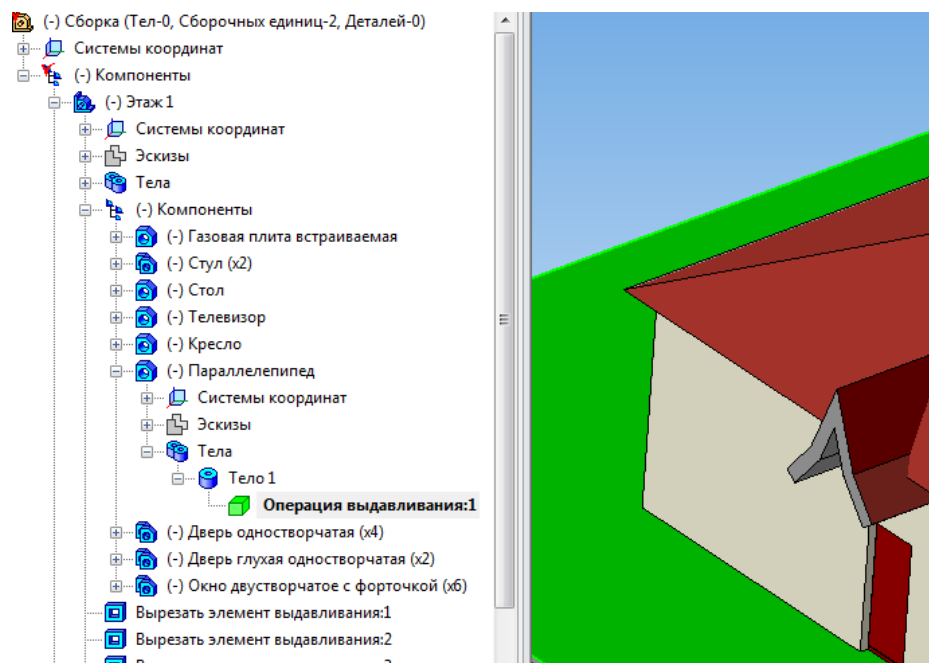 (-) Сборка (Тел-0, Сборочных единиц-2, Деталей-0)
Системы координат
(-) Компоненты
(-) Этаж 1
Системы координат
Эскизы
Тела
(-) Компоненты
(-) Газовая плита встраиваемая
(-) Стул (x2)
(-) Стол
(-) Телевизор
(-) Кресло
(-) Параллелепипед
Системы координат
Эскизы
Тела
Тело 1
Операция выдавливания:1
(-) Дверь одностворчатая (x4)
(-) Дверь глухая одностворчатая (x2)
(-) Окно двустворчатое с форточкой (x6)
Вырезать элемент выдавливания:1
Вырезать элемент выдавливания:2